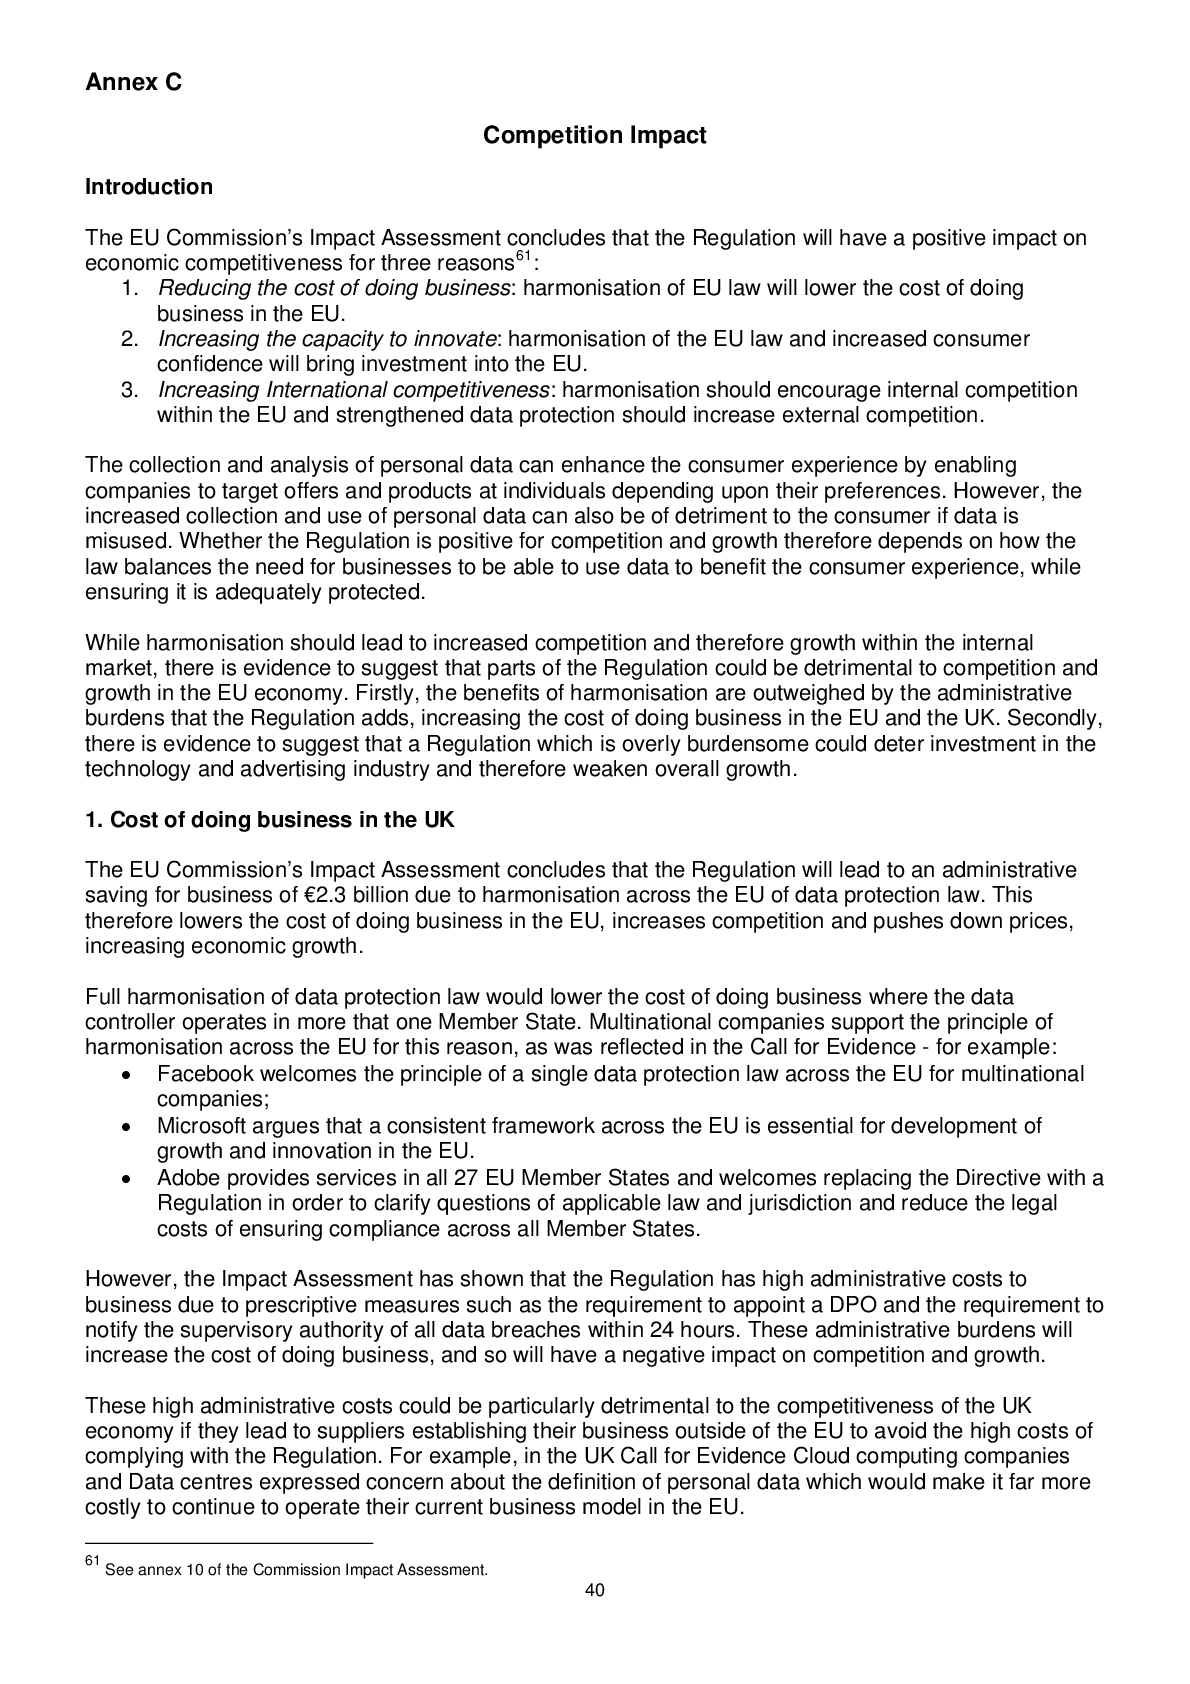 Annex C
Competition Impact
Introduction
The EU Commission’s Impact Assessment concludes that the Regulation will have a positive impact on
economic competitiveness for three reasons61:
1. Reducing the cost of doing business: harmonisation of EU law will lower the cost of doing
business in the EU.
2. Increasing the capacity to innovate: harmonisation of the EU law and increased consumer
confidence will bring investment into the EU.
3. Increasing International competitiveness: harmonisation should encourage internal competition
within the EU and strengthened data protection should increase external competition.
The collection and analysis of personal data can enhance the consumer experience by enabling
companies to target offers and products at individuals depending upon their preferences. However, the
increased collection and use of personal data can also be of detriment to the consumer if data is
misused. Whether the Regulation is positive for competition and growth therefore depends on how the
law balances the need for businesses to be able to use data to benefit the consumer experience, while
ensuring it is adequately protected.
While harmonisation should lead to increased competition and therefore growth within the internal
market, there is evidence to suggest that parts of the Regulation could be detrimental to competition and
growth in the EU economy. Firstly, the benefits of harmonisation are outweighed by the administrative
burdens that the Regulation adds, increasing the cost of doing business in the EU and the UK. Secondly,
there is evidence to suggest that a Regulation which is overly burdensome could deter investment in the
technology and advertising industry and therefore weaken overall growth.
1. Cost of doing business in the UK
The EU Commission’s Impact Assessment concludes that the Regulation will lead to an administrative
saving for business of €2.3 billion due to harmonisation across the EU of data protection law. This
therefore lowers the cost of doing business in the EU, increases competition and pushes down prices,
increasing economic growth.
Full harmonisation of data protection law would lower the cost of doing business where the data
controller operates in more that one Member State. Multinational companies support the principle of
harmonisation across the EU for this reason, as was reflected in the Call for Evidence - for example:
• Facebook welcomes the principle of a single data protection law across the EU for multinational
companies;
• Microsoft argues that a consistent framework across the EU is essential for development of
growth and innovation in the EU.
• Adobe provides services in all 27 EU Member States and welcomes replacing the Directive with a
Regulation in order to clarify questions of applicable law and jurisdiction and reduce the legal
costs of ensuring compliance across all Member States.
However, the Impact Assessment has shown that the Regulation has high administrative costs to
business due to prescriptive measures such as the requirement to appoint a DPO and the requirement to
notify the supervisory authority of all data breaches within 24 hours. These administrative burdens will
increase the cost of doing business, and so will have a negative impact on competition and growth.
These high administrative costs could be particularly detrimental to the competitiveness of the UK
economy if they lead to suppliers establishing their business outside of the EU to avoid the high costs of
complying with the Regulation. For example, in the UK Call for Evidence Cloud computing companies
and Data centres expressed concern about the definition of personal data which would make it far more
costly to continue to operate their current business model in the EU.
61 See annex 10 of the Commission Impact Assessment.
40